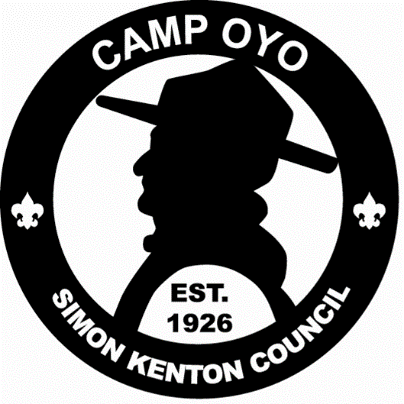 CAMP OYO
EST.
1926
SIMON KENTON COUNCIL